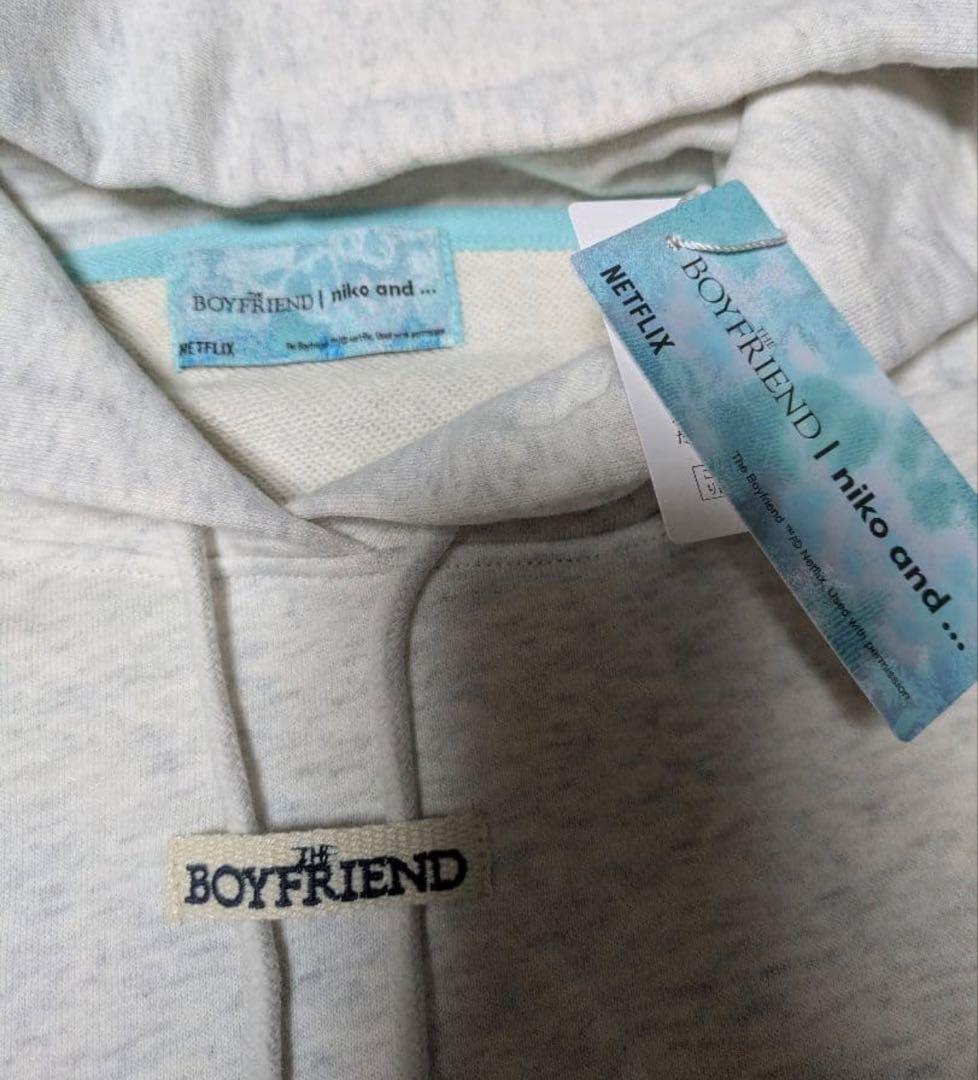 THE
BOYFRIEND | niko and ...
NETFLIX
NETFLIX
THE
BOYFRIEND | niko and ...
The Boyfriend ™/© Netflix. Used with permission.
THE
BOYFRIEND